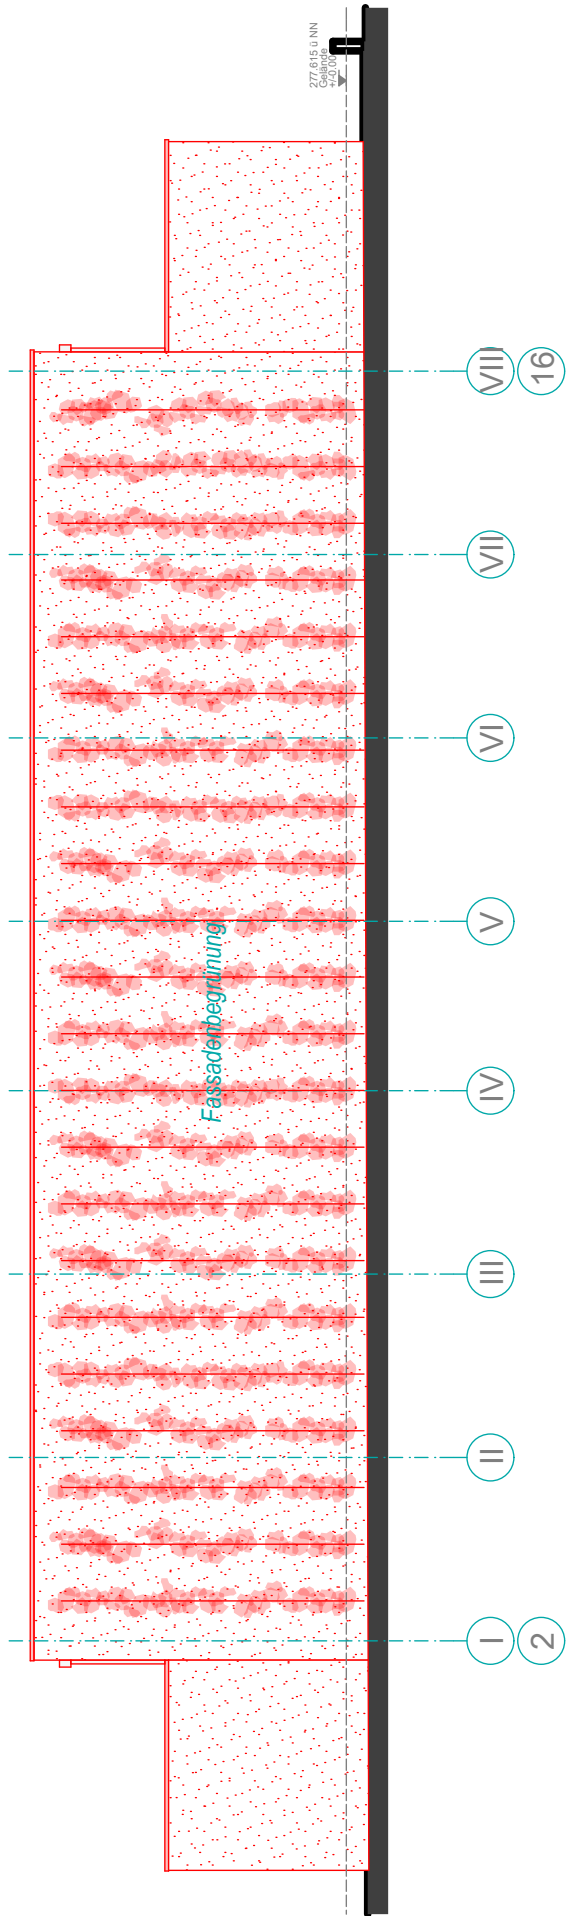 277,615 ü NN
Gelände
+/-0.00
Fassadenbegrünung
I
II
III
IV
V
VI
VII
VIII
2
16